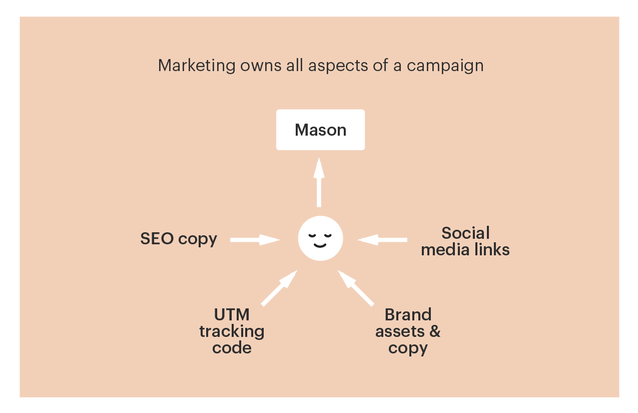 Marketing owns all aspects of a campaign
Mason
SEO copy
Social
media links
UTM
tracking
code
Brand
assets &
copy